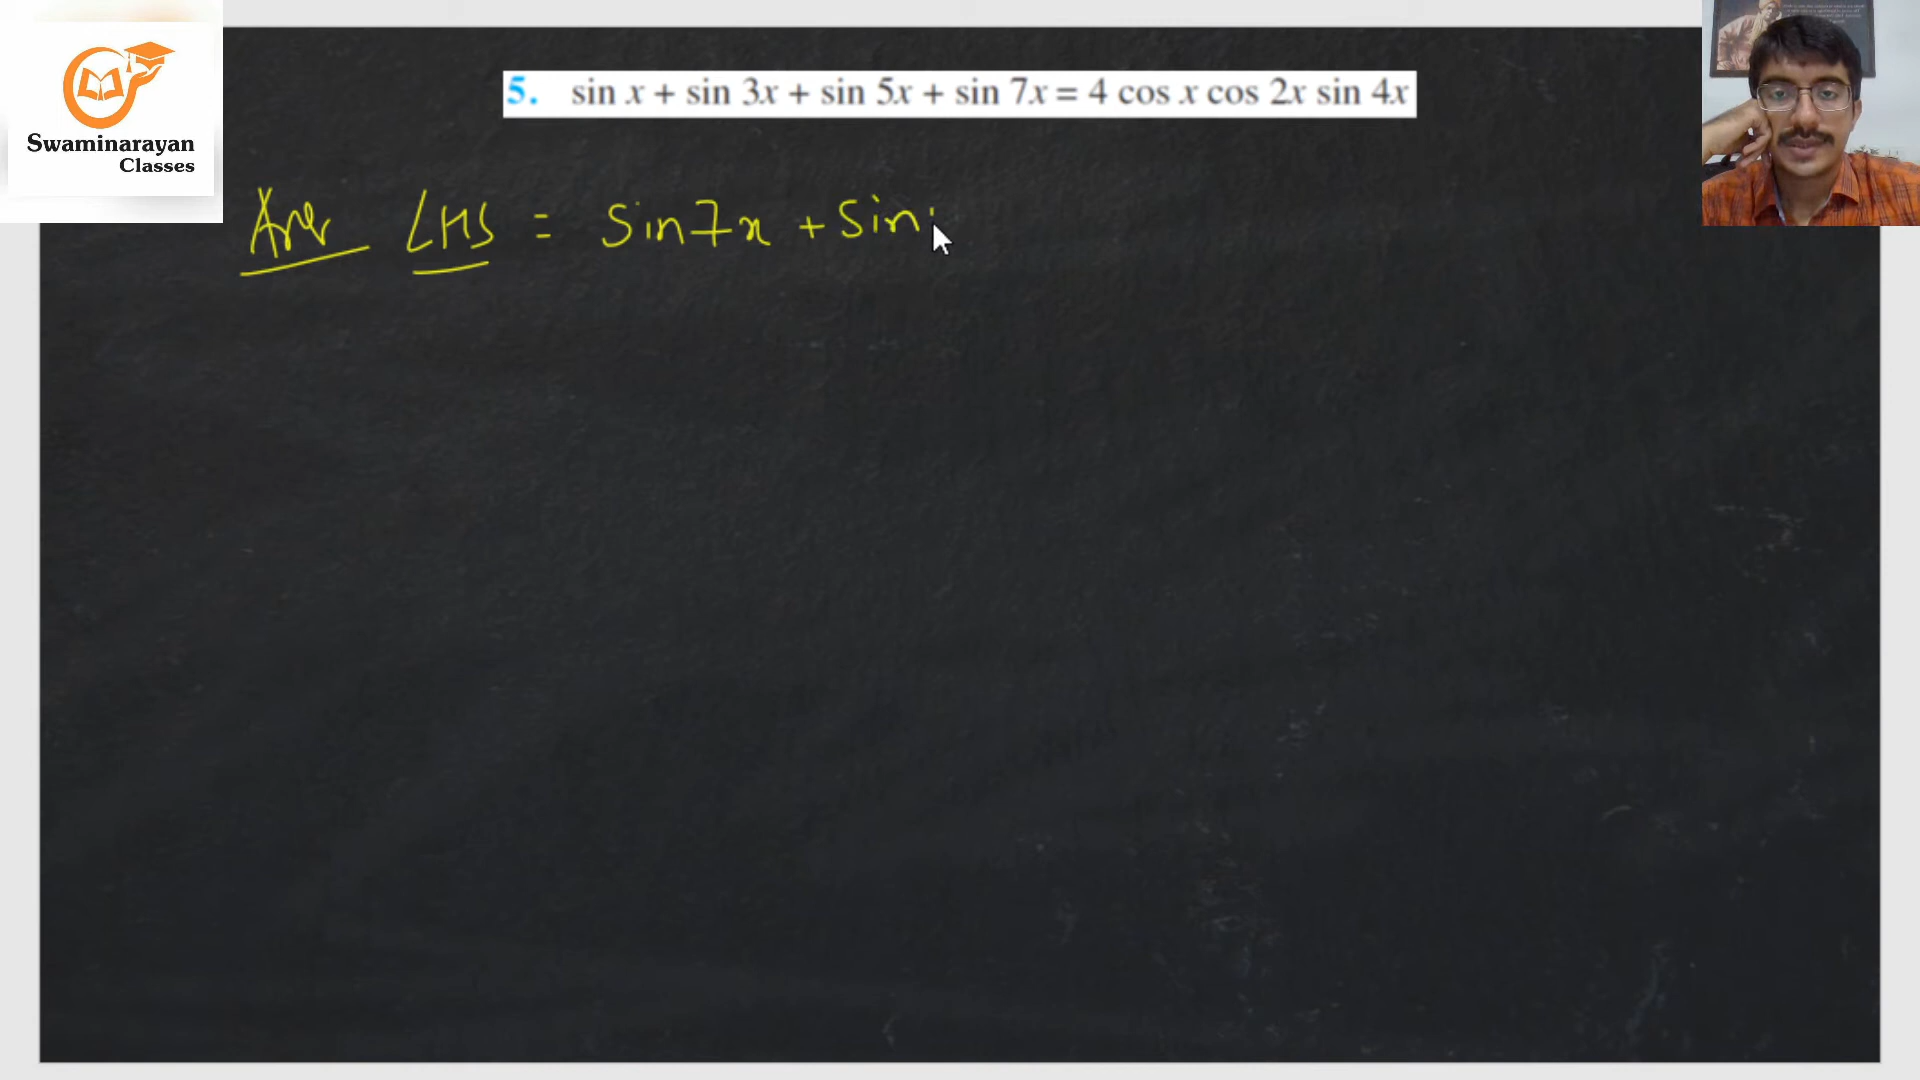 Swaminarayan
Classes
5. sin x + sin 3x + sin 5x + sin 7x = 4 cos x cos 2x sin 4x
Ans LHS = Sin7x + Sin